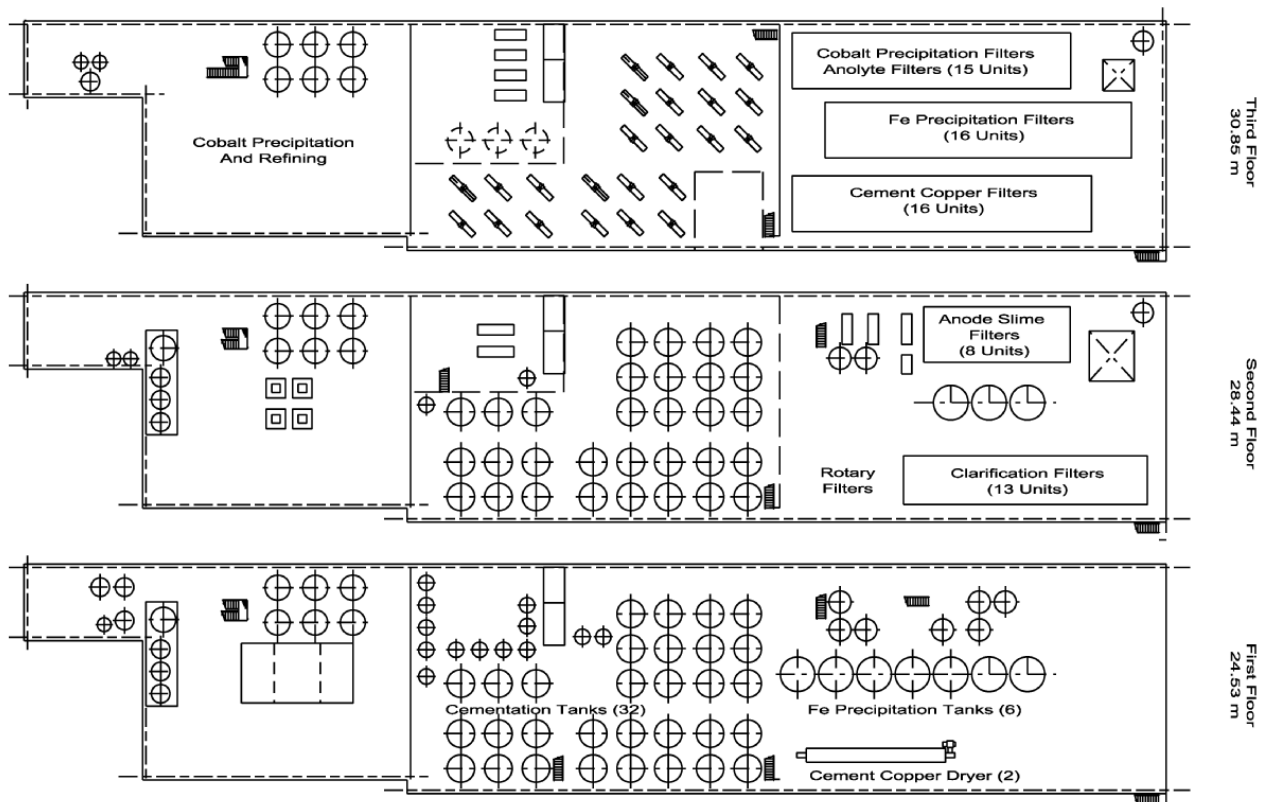 Cobalt Precipitation Filters
Anolyte Filters (15 Units)
Fe Precipitation Filters
(16 Units)
Cobalt Precipitation
And Refining
Cement Copper Filters
(16 Units)
Third Floor
30.85 m
Anode Slime
Filters
(8 Units)
Rotary
Filters
Clarification Filters
(13 Units)
Second Floor
28.44 m
Cementation Tanks (32)
Fe Precipitation Tanks (6)
Cement Copper Dryer (2)
First Floor
24.53 m